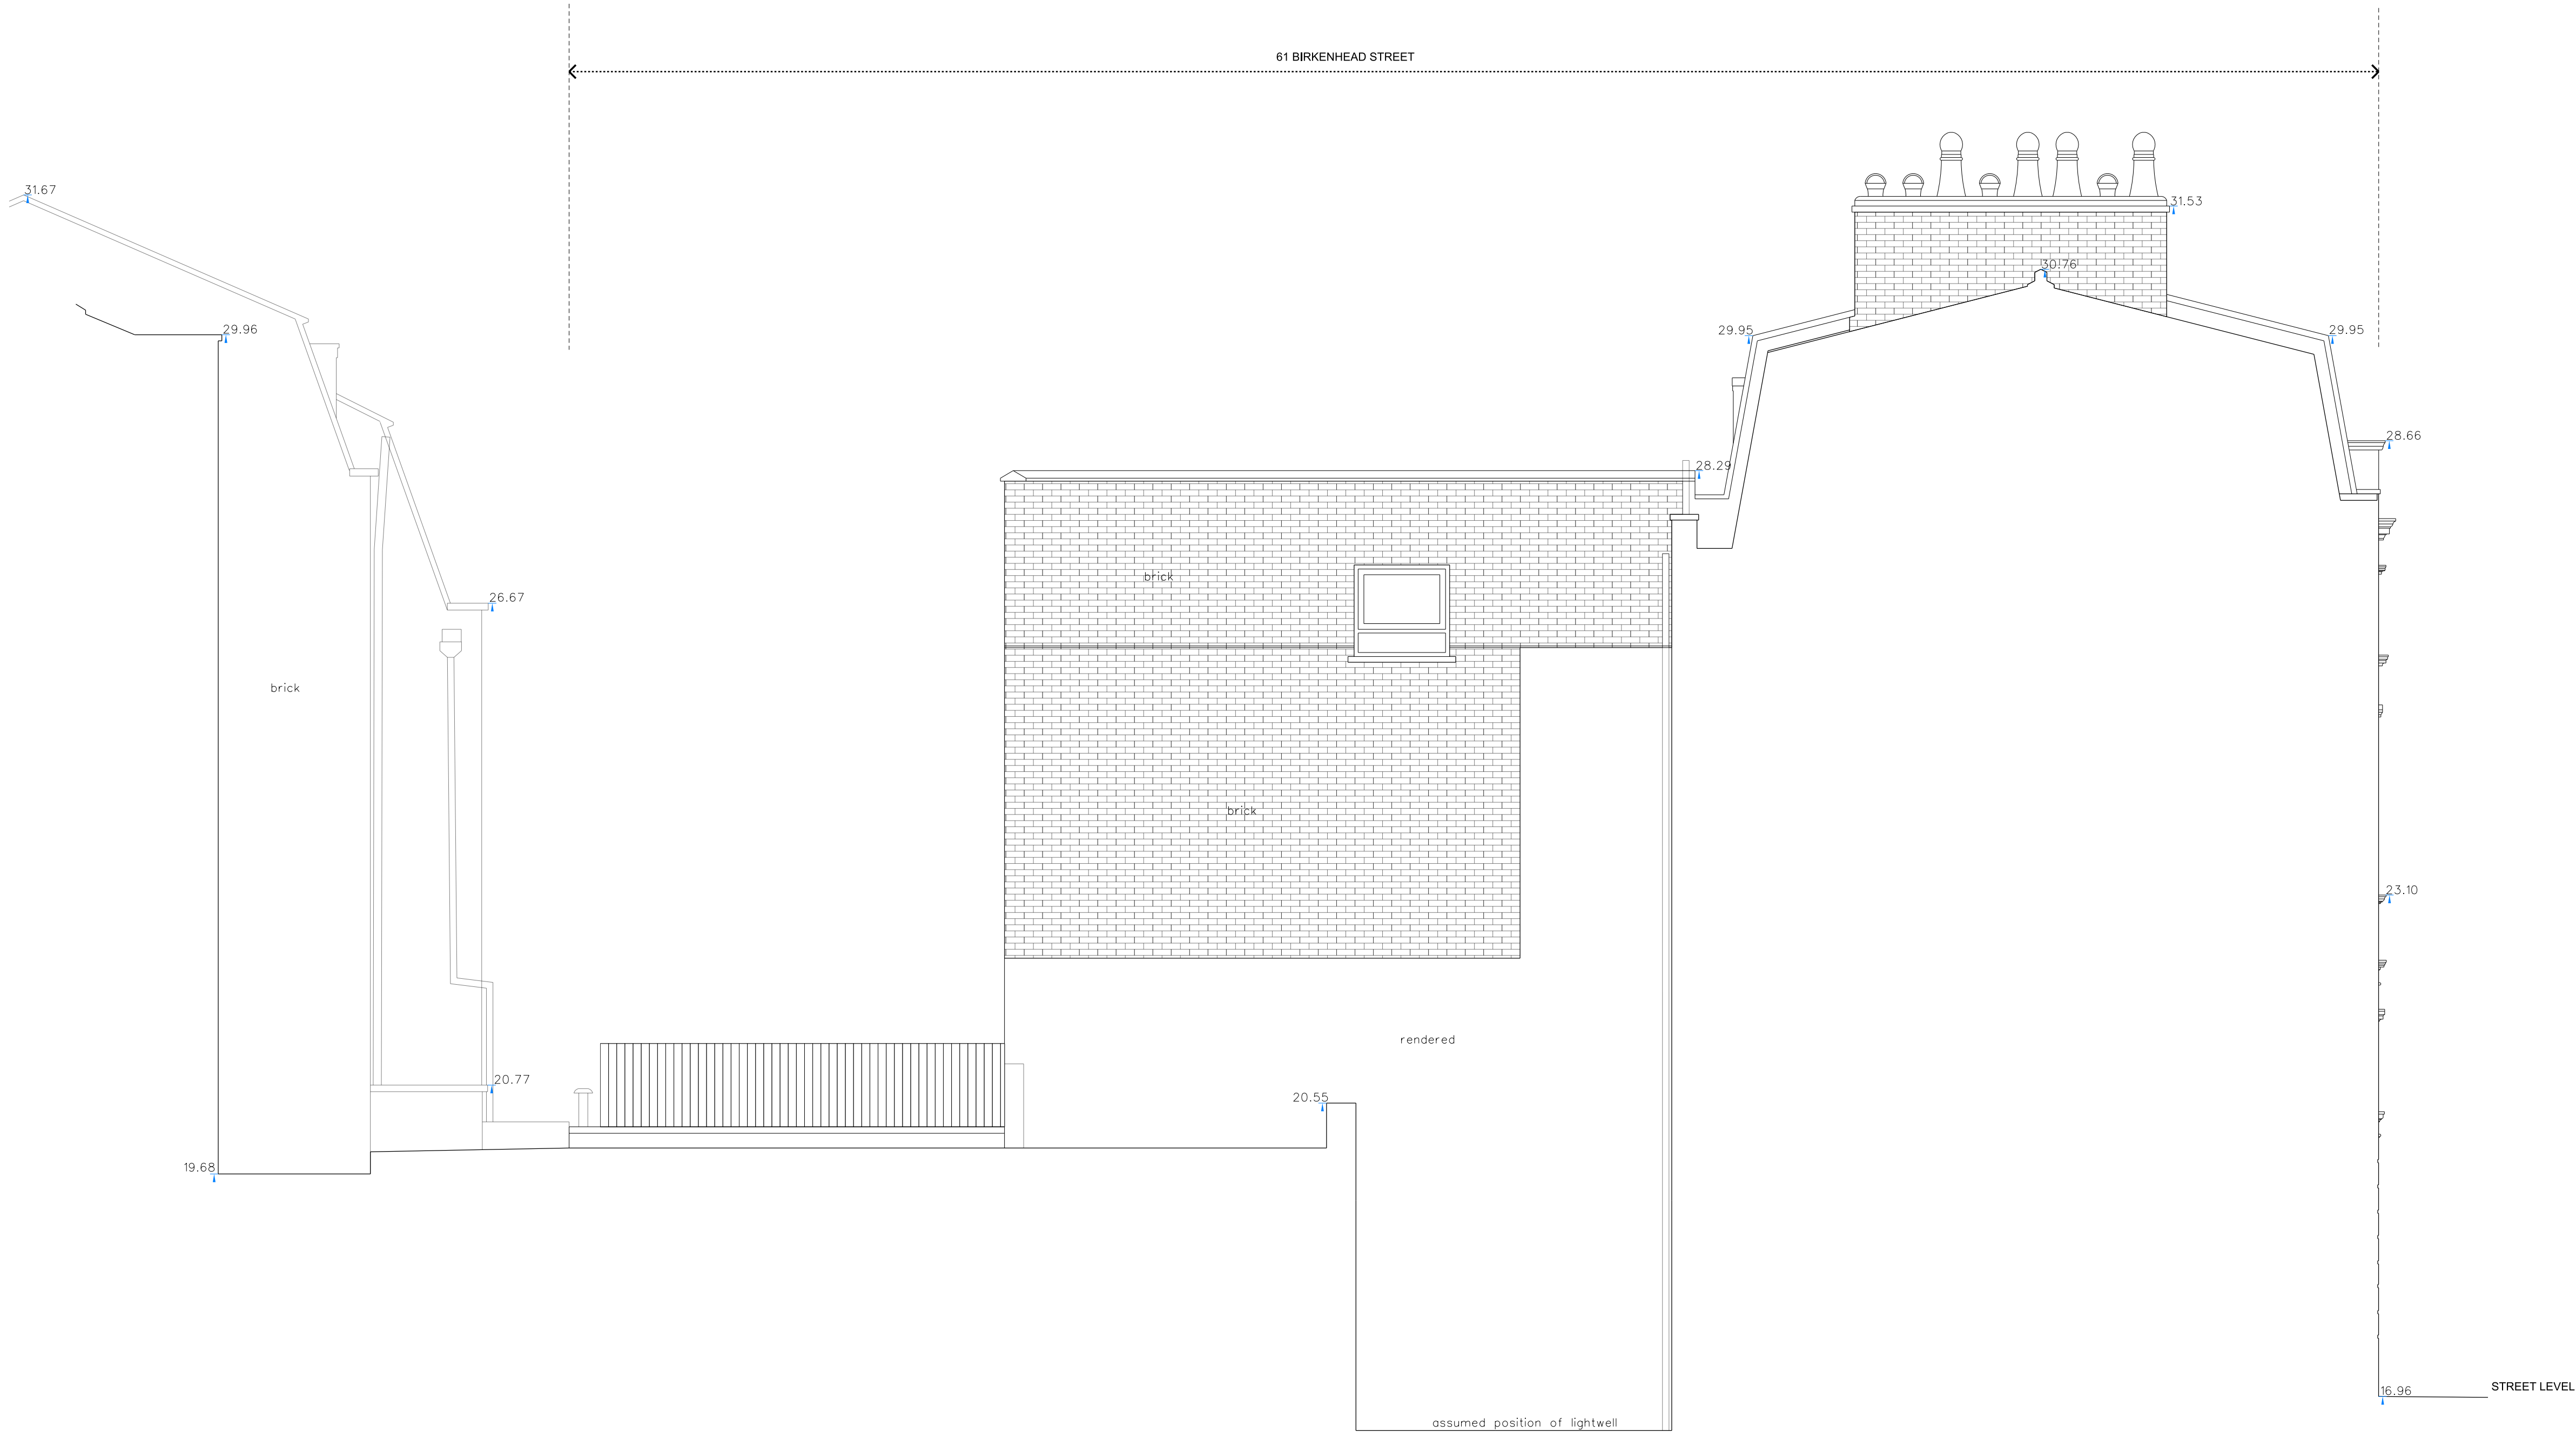 61 BIRKENHEAD STREET
31.67
31.53
30.76
29.96
29.95
29.95
28.66
28.29
brick
26.67
brick
brick
23.10
rendered
20.77
20.55
19.68
16.96
STREET LEVEL
assumed position of lightwell